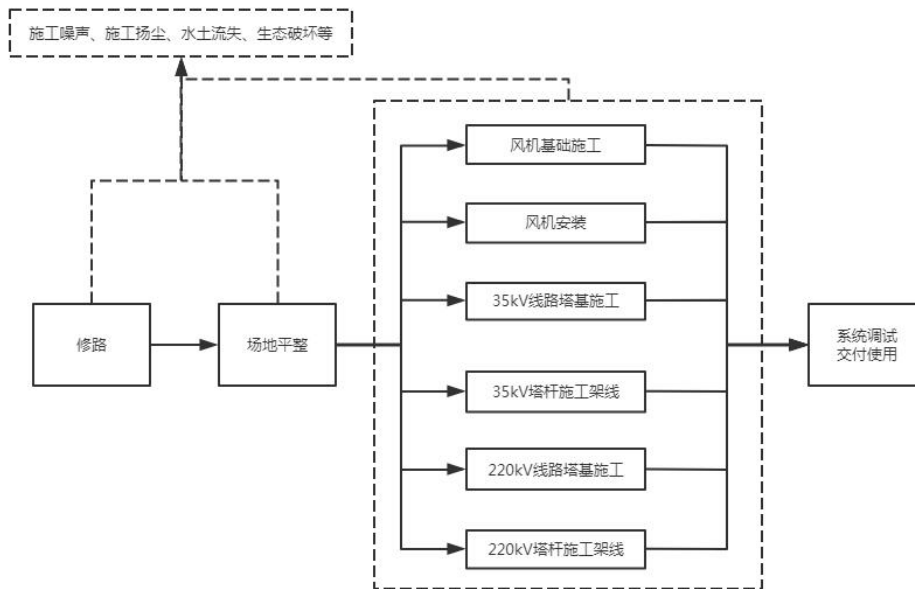 施工噪声、施工扬尘、水土流失、生态破坏等
风机基础施工
风机安装
35kV线路塔基施工
修路
场地平整
系统调试
交付使用
35kV塔杆施工架线
220kV线路塔基施工
220kV塔杆施工架线